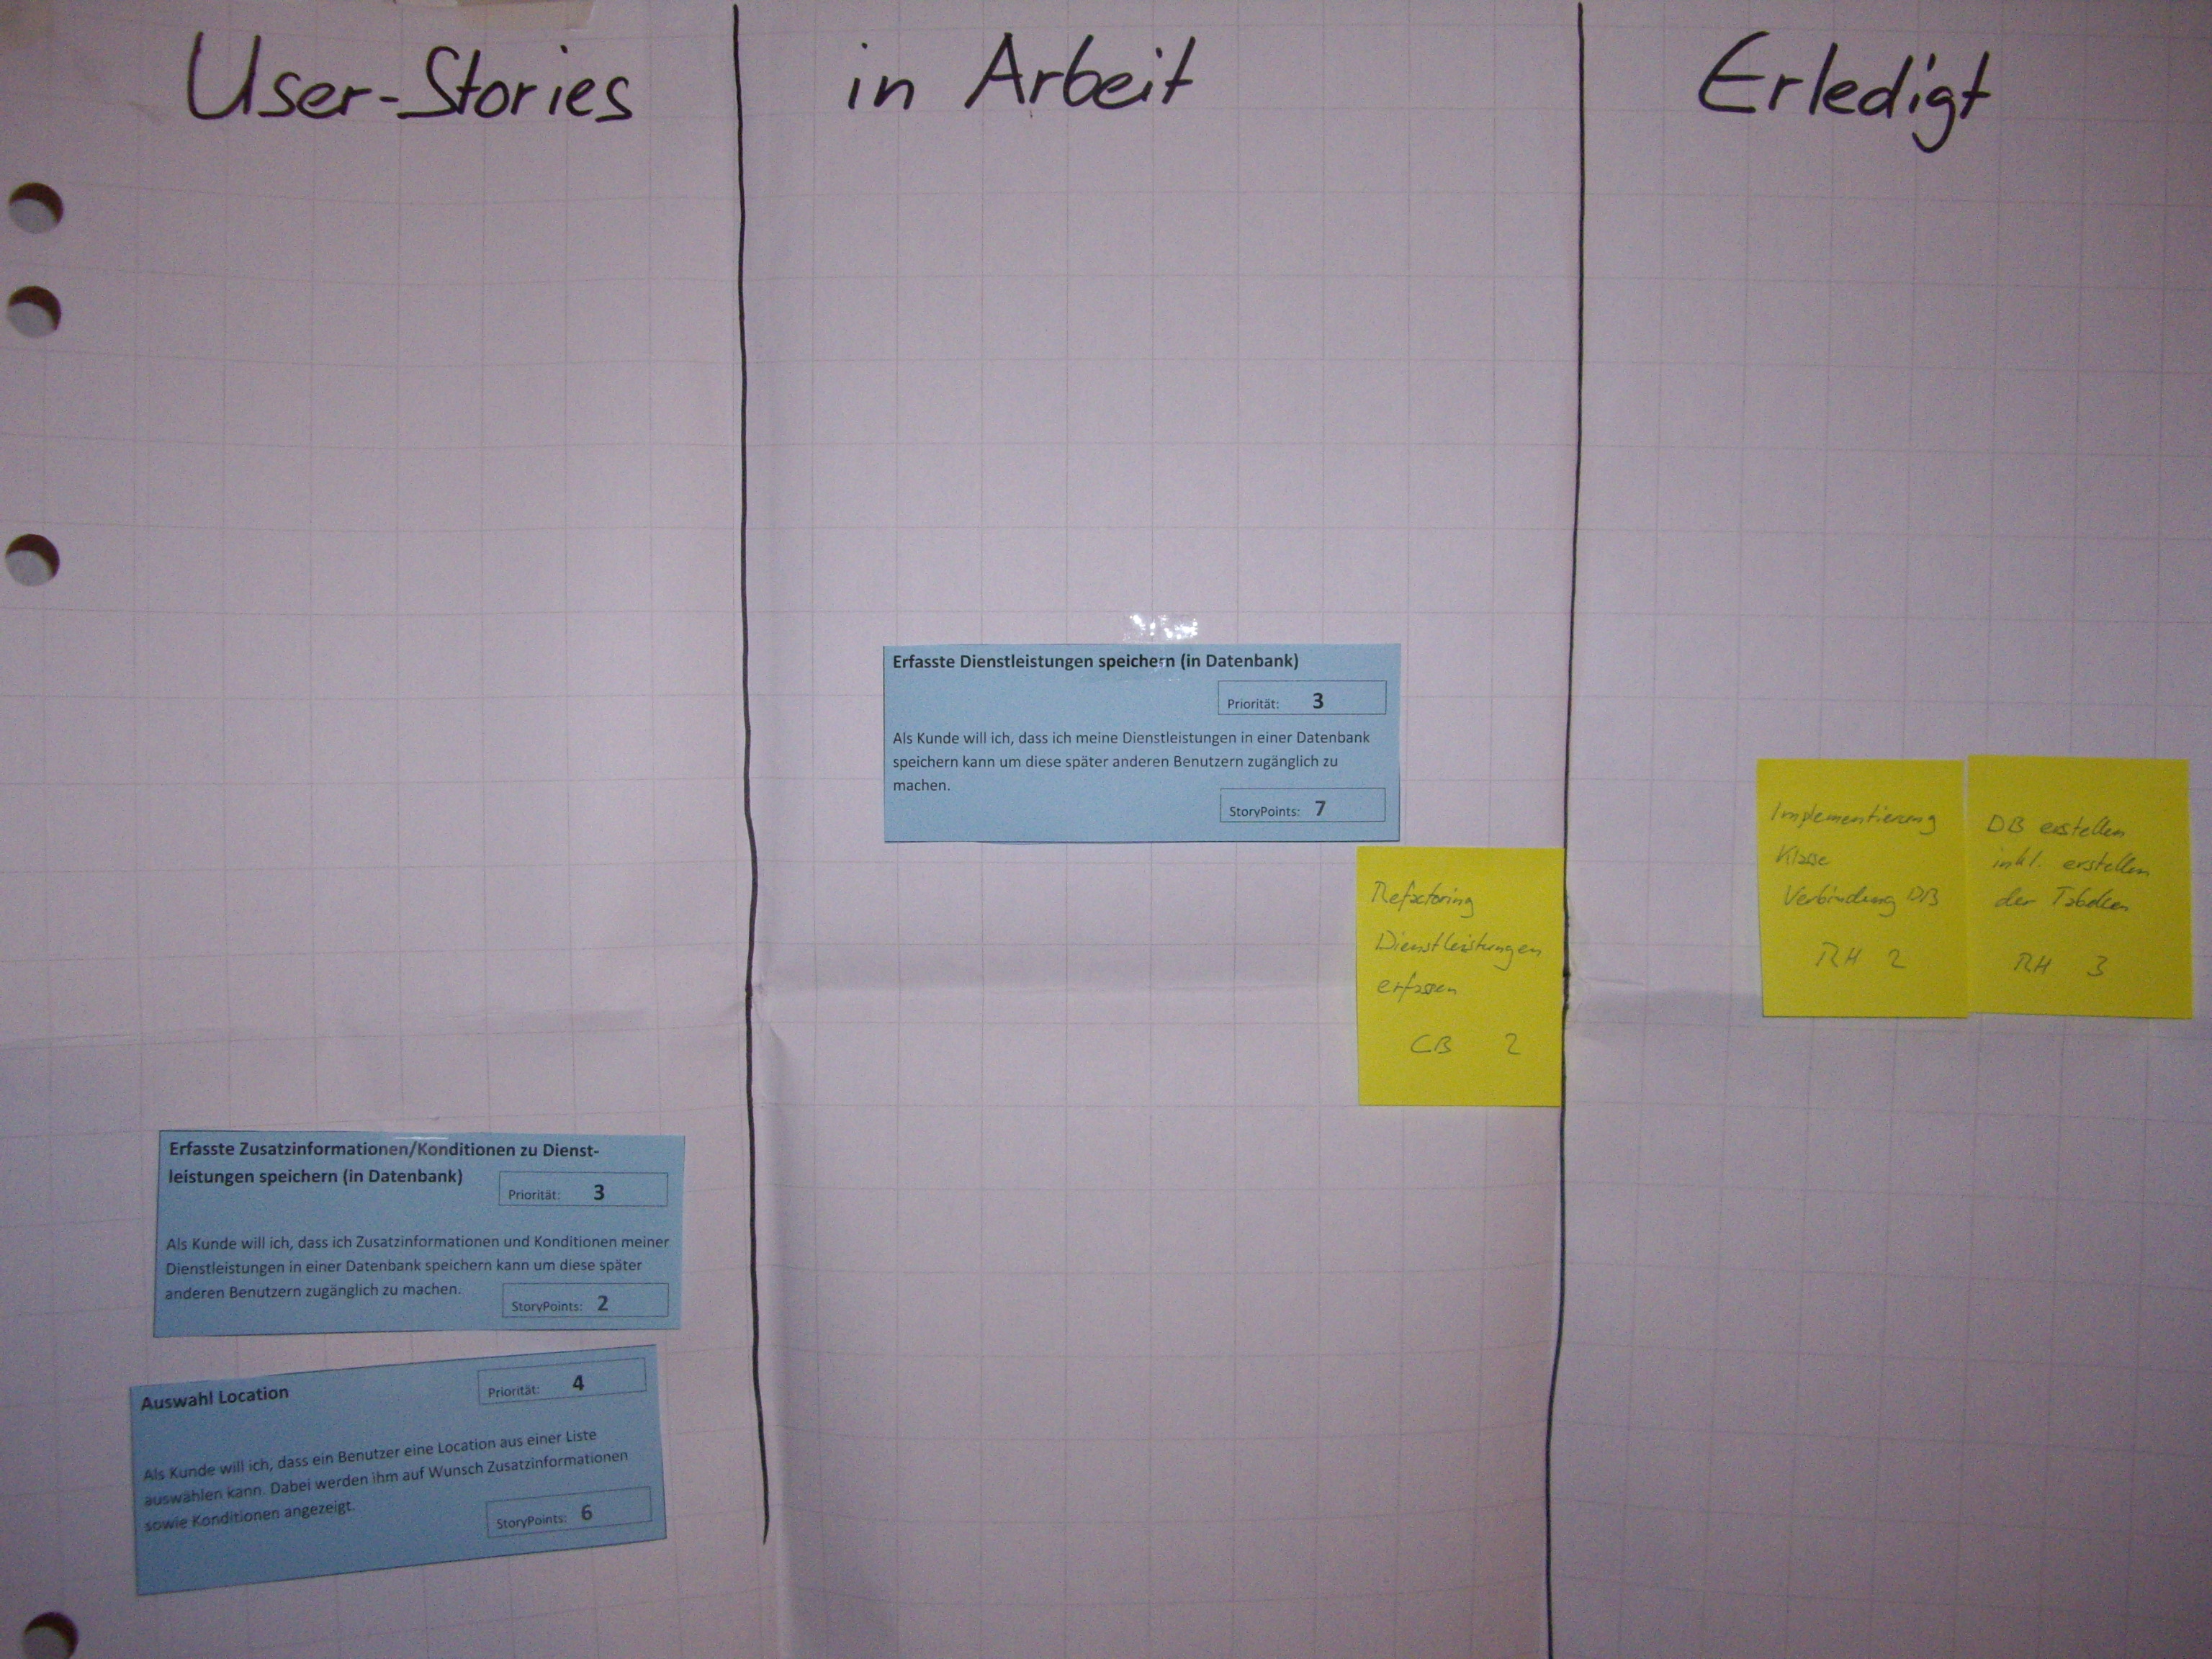 User-Stories
in Arbeit
Erledigt
Erfasste Dienstleistungen speichern (in Datenbank)
Priorität: 3
Als Kunde will ich, dass ich meine Dienstleistungen in einer Datenbank
speichern kann um diese später anderen Benutzern zugänglich zu
machen.
StoryPoints: 7
Refactoring
Dienstleistungen
erfassen
CB 2
Implementierung
Klasse
Verbindung DB
RH 2
DB erstellen
inkl. erstellen
der Tabellen
RH 3
Erfasste Zusatzinformationen/Konditionen zu Dienst-
leistungen speichern (in Datenbank)
Priorität: 3
Als Kunde will ich, dass ich Zusatzinformationen und Konditionen meiner
Dienstleistungen in einer Datenbank speichern kann um diese später
anderen Benutzern zugänglich zu machen.
StoryPoints: 2
Auswahl Location
Priorität: 4
Als Kunde will ich, dass ein Benutzer eine Location aus einer Liste
auswählen kann. Dabei werden ihm auf Wunsch Zusatzinformationen
sowie Konditionen angezeigt.
StoryPoints: 6